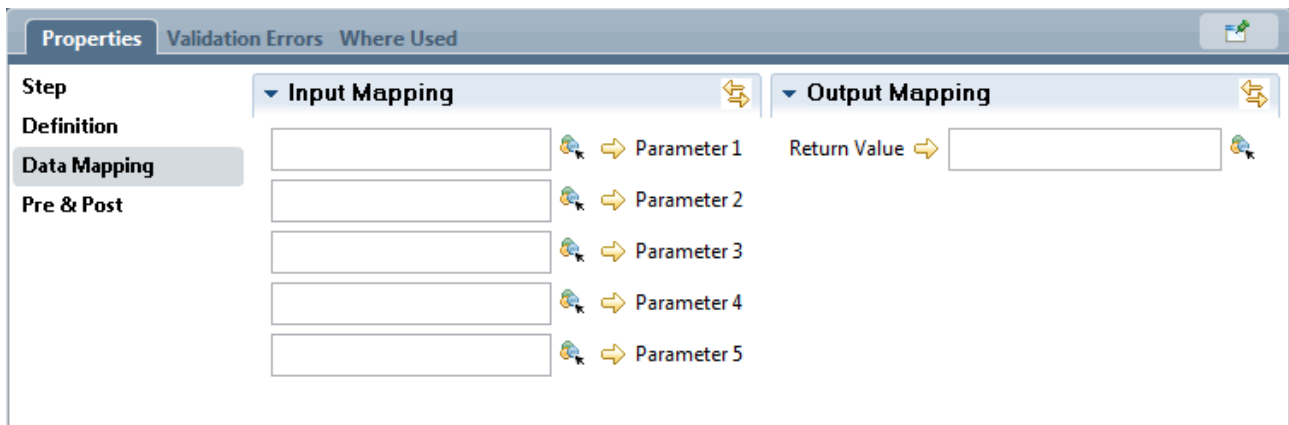 Properties Validation Errors Where Used
Step
Definition
Data Mapping
Pre & Post
Input Mapping
Parameter 1
Parameter 2
Parameter 3
Parameter 4
Parameter 5
Output Mapping
Return Value